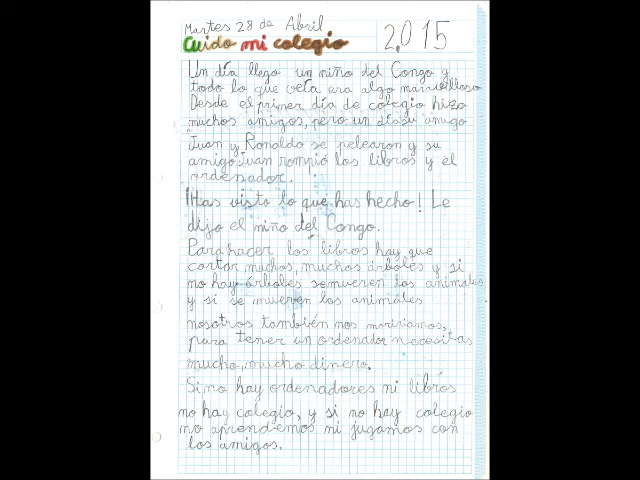 Martes 28 de Abril
2,015
Cuido mi colegio
Un día llego un niño del Congo y
todo lo que veía era algo maravilloso
Desde el primer día de colegio hizo
muchos amigos, pero un día su amigo
Juan y Ronaldo se pelearon y su
amigo Juan rompió los libros y el
ordenador.
¡Has visto lo que has hecho! Le
dijo el niño del Congo.
Para hacer los libros hay que
cortar muchos, muchos árboles y si
no hay árboles semueren los animales
y si se mueren los animales
nosotros también nos moriríamos,
para tener un ordenador necesitas
mucho, mucho dinero.
Si no hay ordenadores ni libros
no hay colegio, y si no hay colegio
no aprendemos ni jugamos con
los amigos.